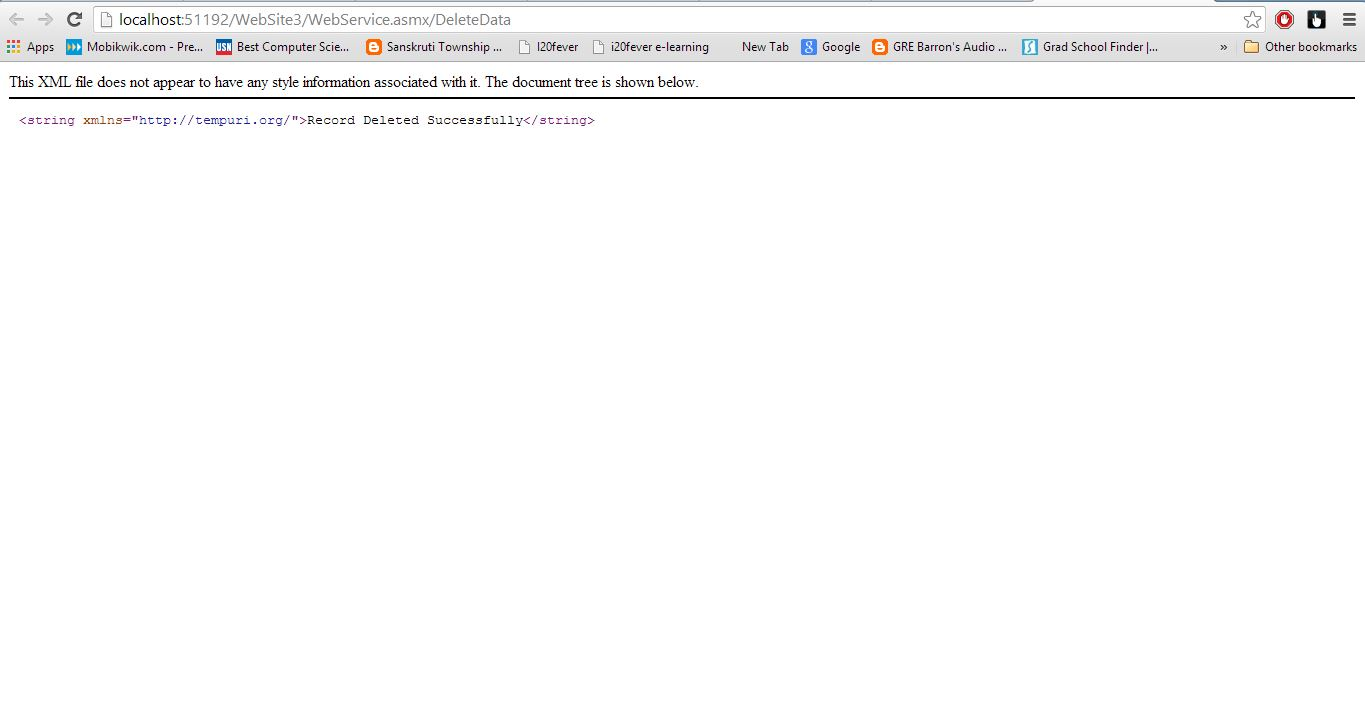 localhost:51192/WebSite3/WebService.asmx/DeleteData
Apps Mobikwik.com - Pre... USN Best Computer Scie... Sanskruti Township ... I20fever i20fever e-learning New Tab 8 Google GRE Barron's Audio ... Grad School Finder |... » Other bookmarks
This XML file does not appear to have any style information associated with it. The document tree is shown below.
<string xmlns="http://tempuri.org/">Record Deleted Successfully</string>